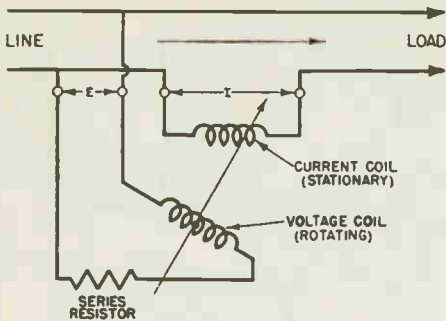 LINE
LOAD
E
I
CURRENT COIL
(STATIONARY)
VOLTAGE COIL
(ROTATING)
SERIES
RESISTOR